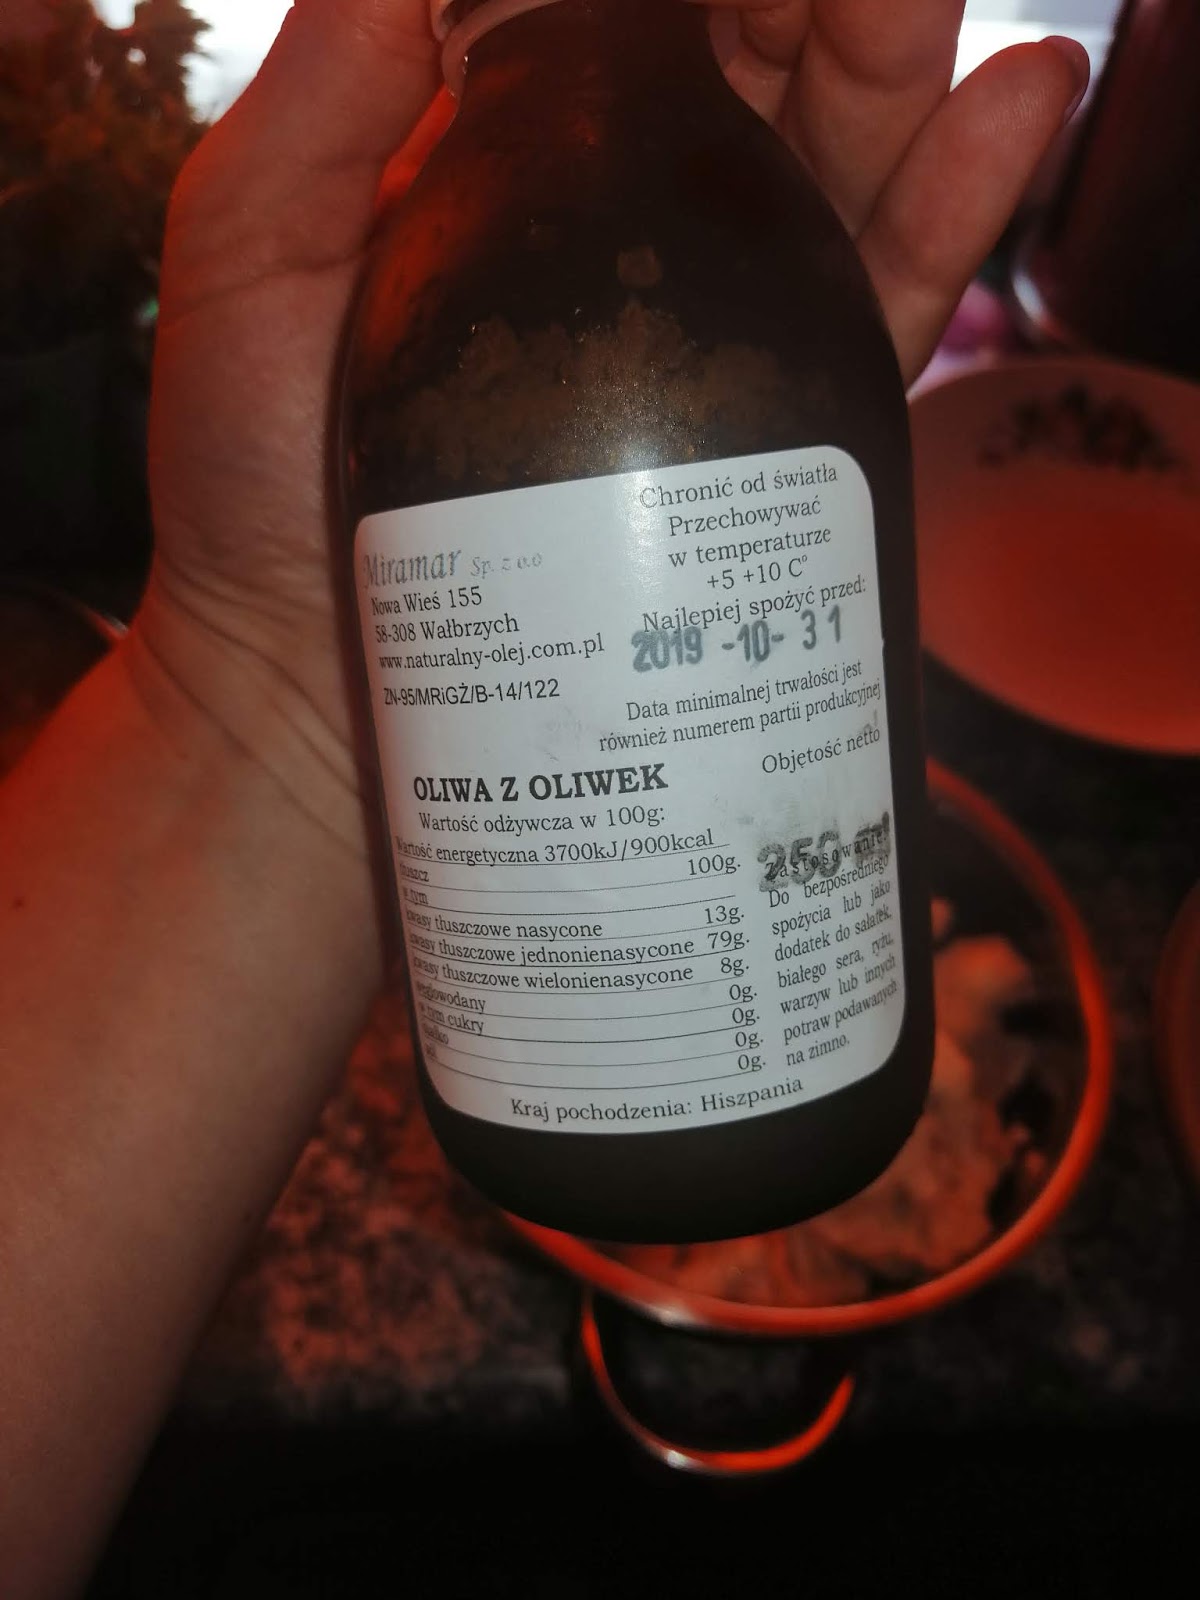 Miramar Sp. z o.o
Nowa Wieś 155
58-308 Wałbrzych
www.naturalny-olej.com.pl
ZN-95/MRiGŻ/B-14/122
Chronić od światła
Przechowywać
w temperaturze
+5 +10 C°
Najlepiej spożyć przed:
2019 -10- 31
Data minimalnej trwałości jest
również numerem partii produkcyjnej
Objętość netto
250 ml
OLIWA Z OLIWEK
Wartość odżywcza w 100g:
Wartość energetyczna 3700kJ/900kcal
tłuszcz 100g.
w tym
kwasy tłuszczowe nasycone 13g.
kwasy tłuszczowe jednonienasycone 79g.
kwasy tłuszczowe wielonienasycone 8g.
węglowodany 0g.
w tym cukry 0g.
białko 0g.
sól 0g.
Zastosowanie:
Do bezpośredniego
spożycia lub jako
dodatek do sałatek,
białego sera, ryżu,
warzyw lub innych
potraw podawanych
na zimno.
Kraj pochodzenia: Hiszpania